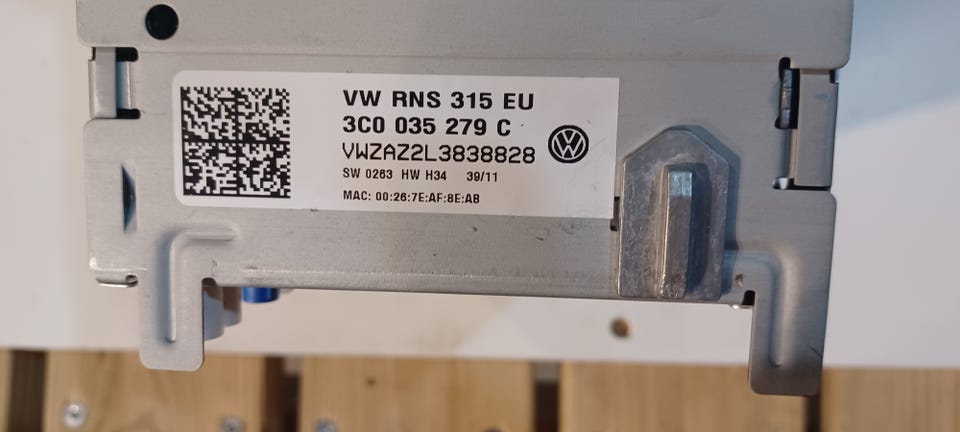 VW RNS 315 EU
3C0 035 279 C
VWZAZ2L3838828
SW 0263 HW H34 39/11
MAC: 00:26:7E:AF:8E:AB